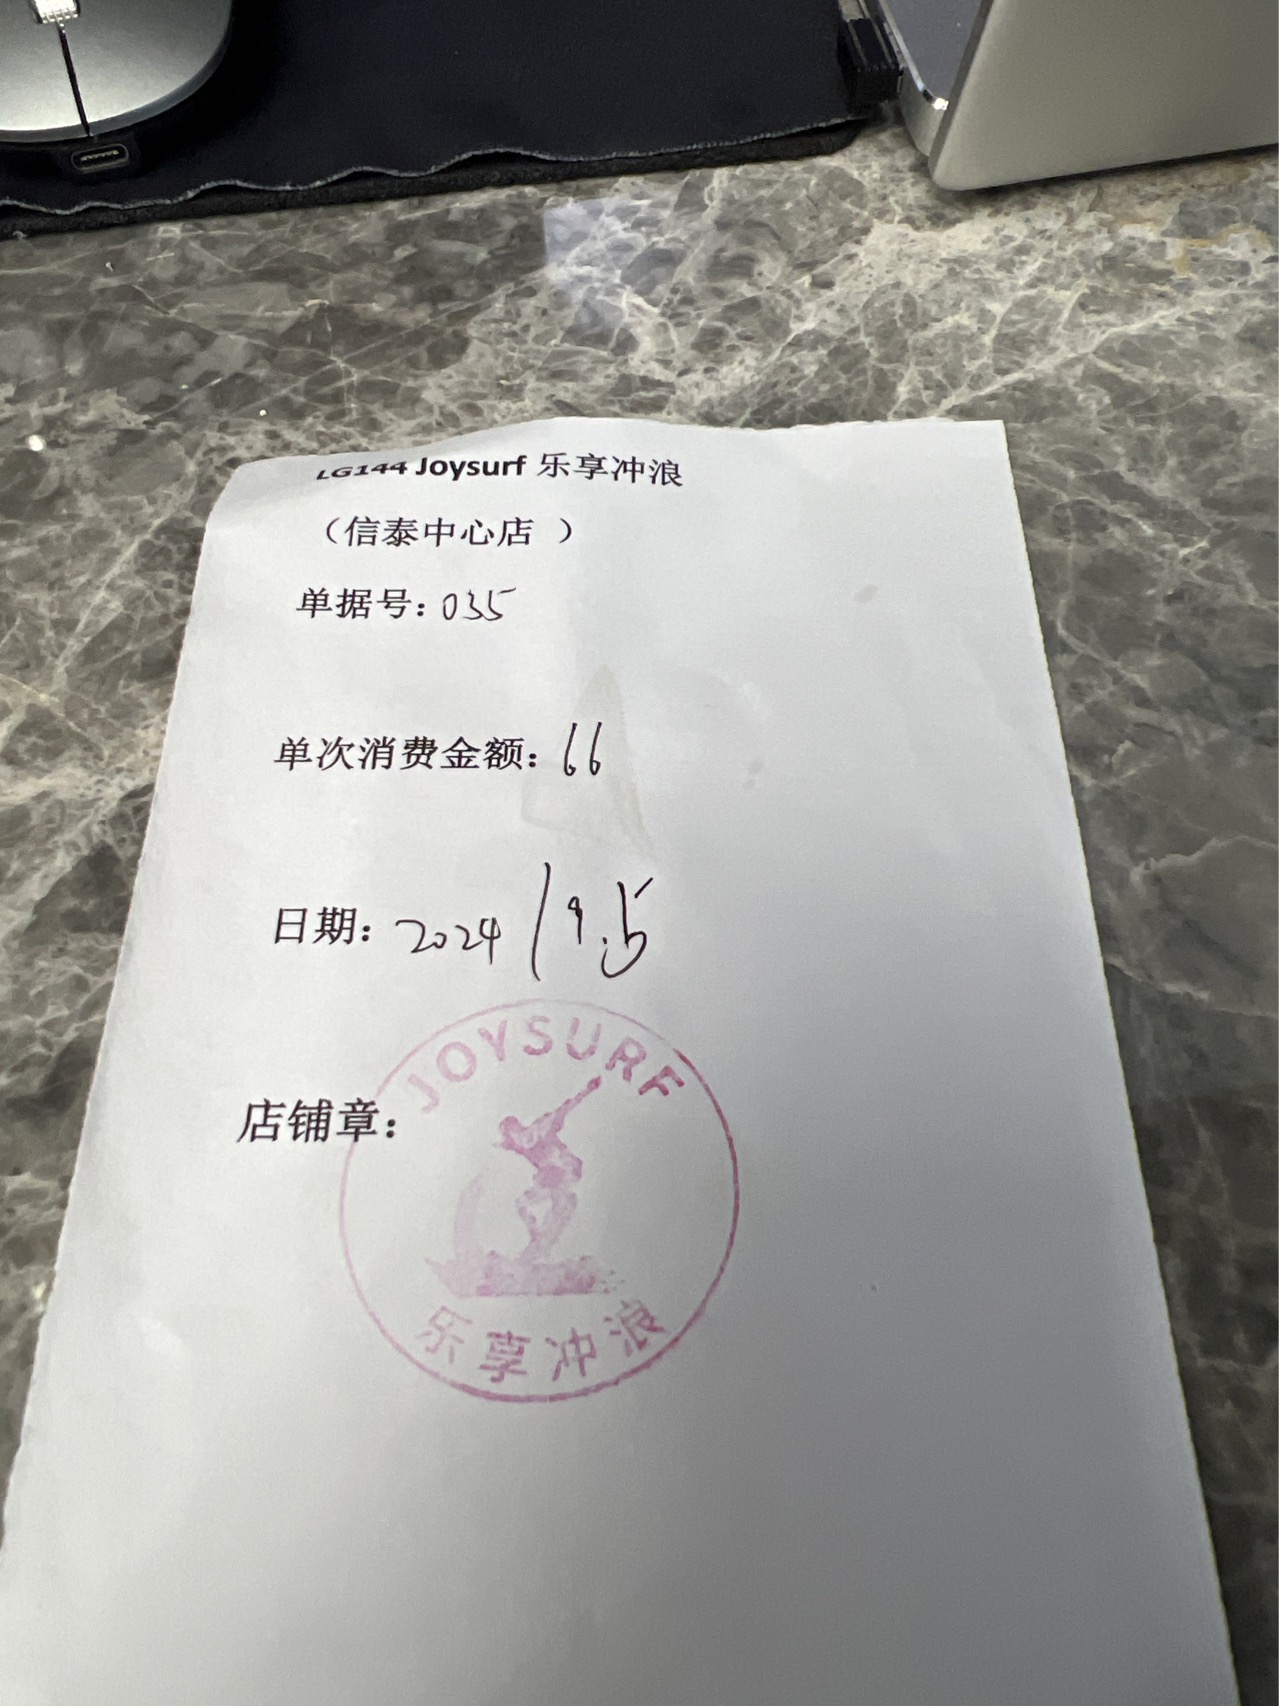 LG144 Joysurf 乐享冲浪
（信泰中心店 ）
单据号：035
单次消费金额：66
日期：2024/9.5
店铺章：
JOYSURF
乐享冲浪